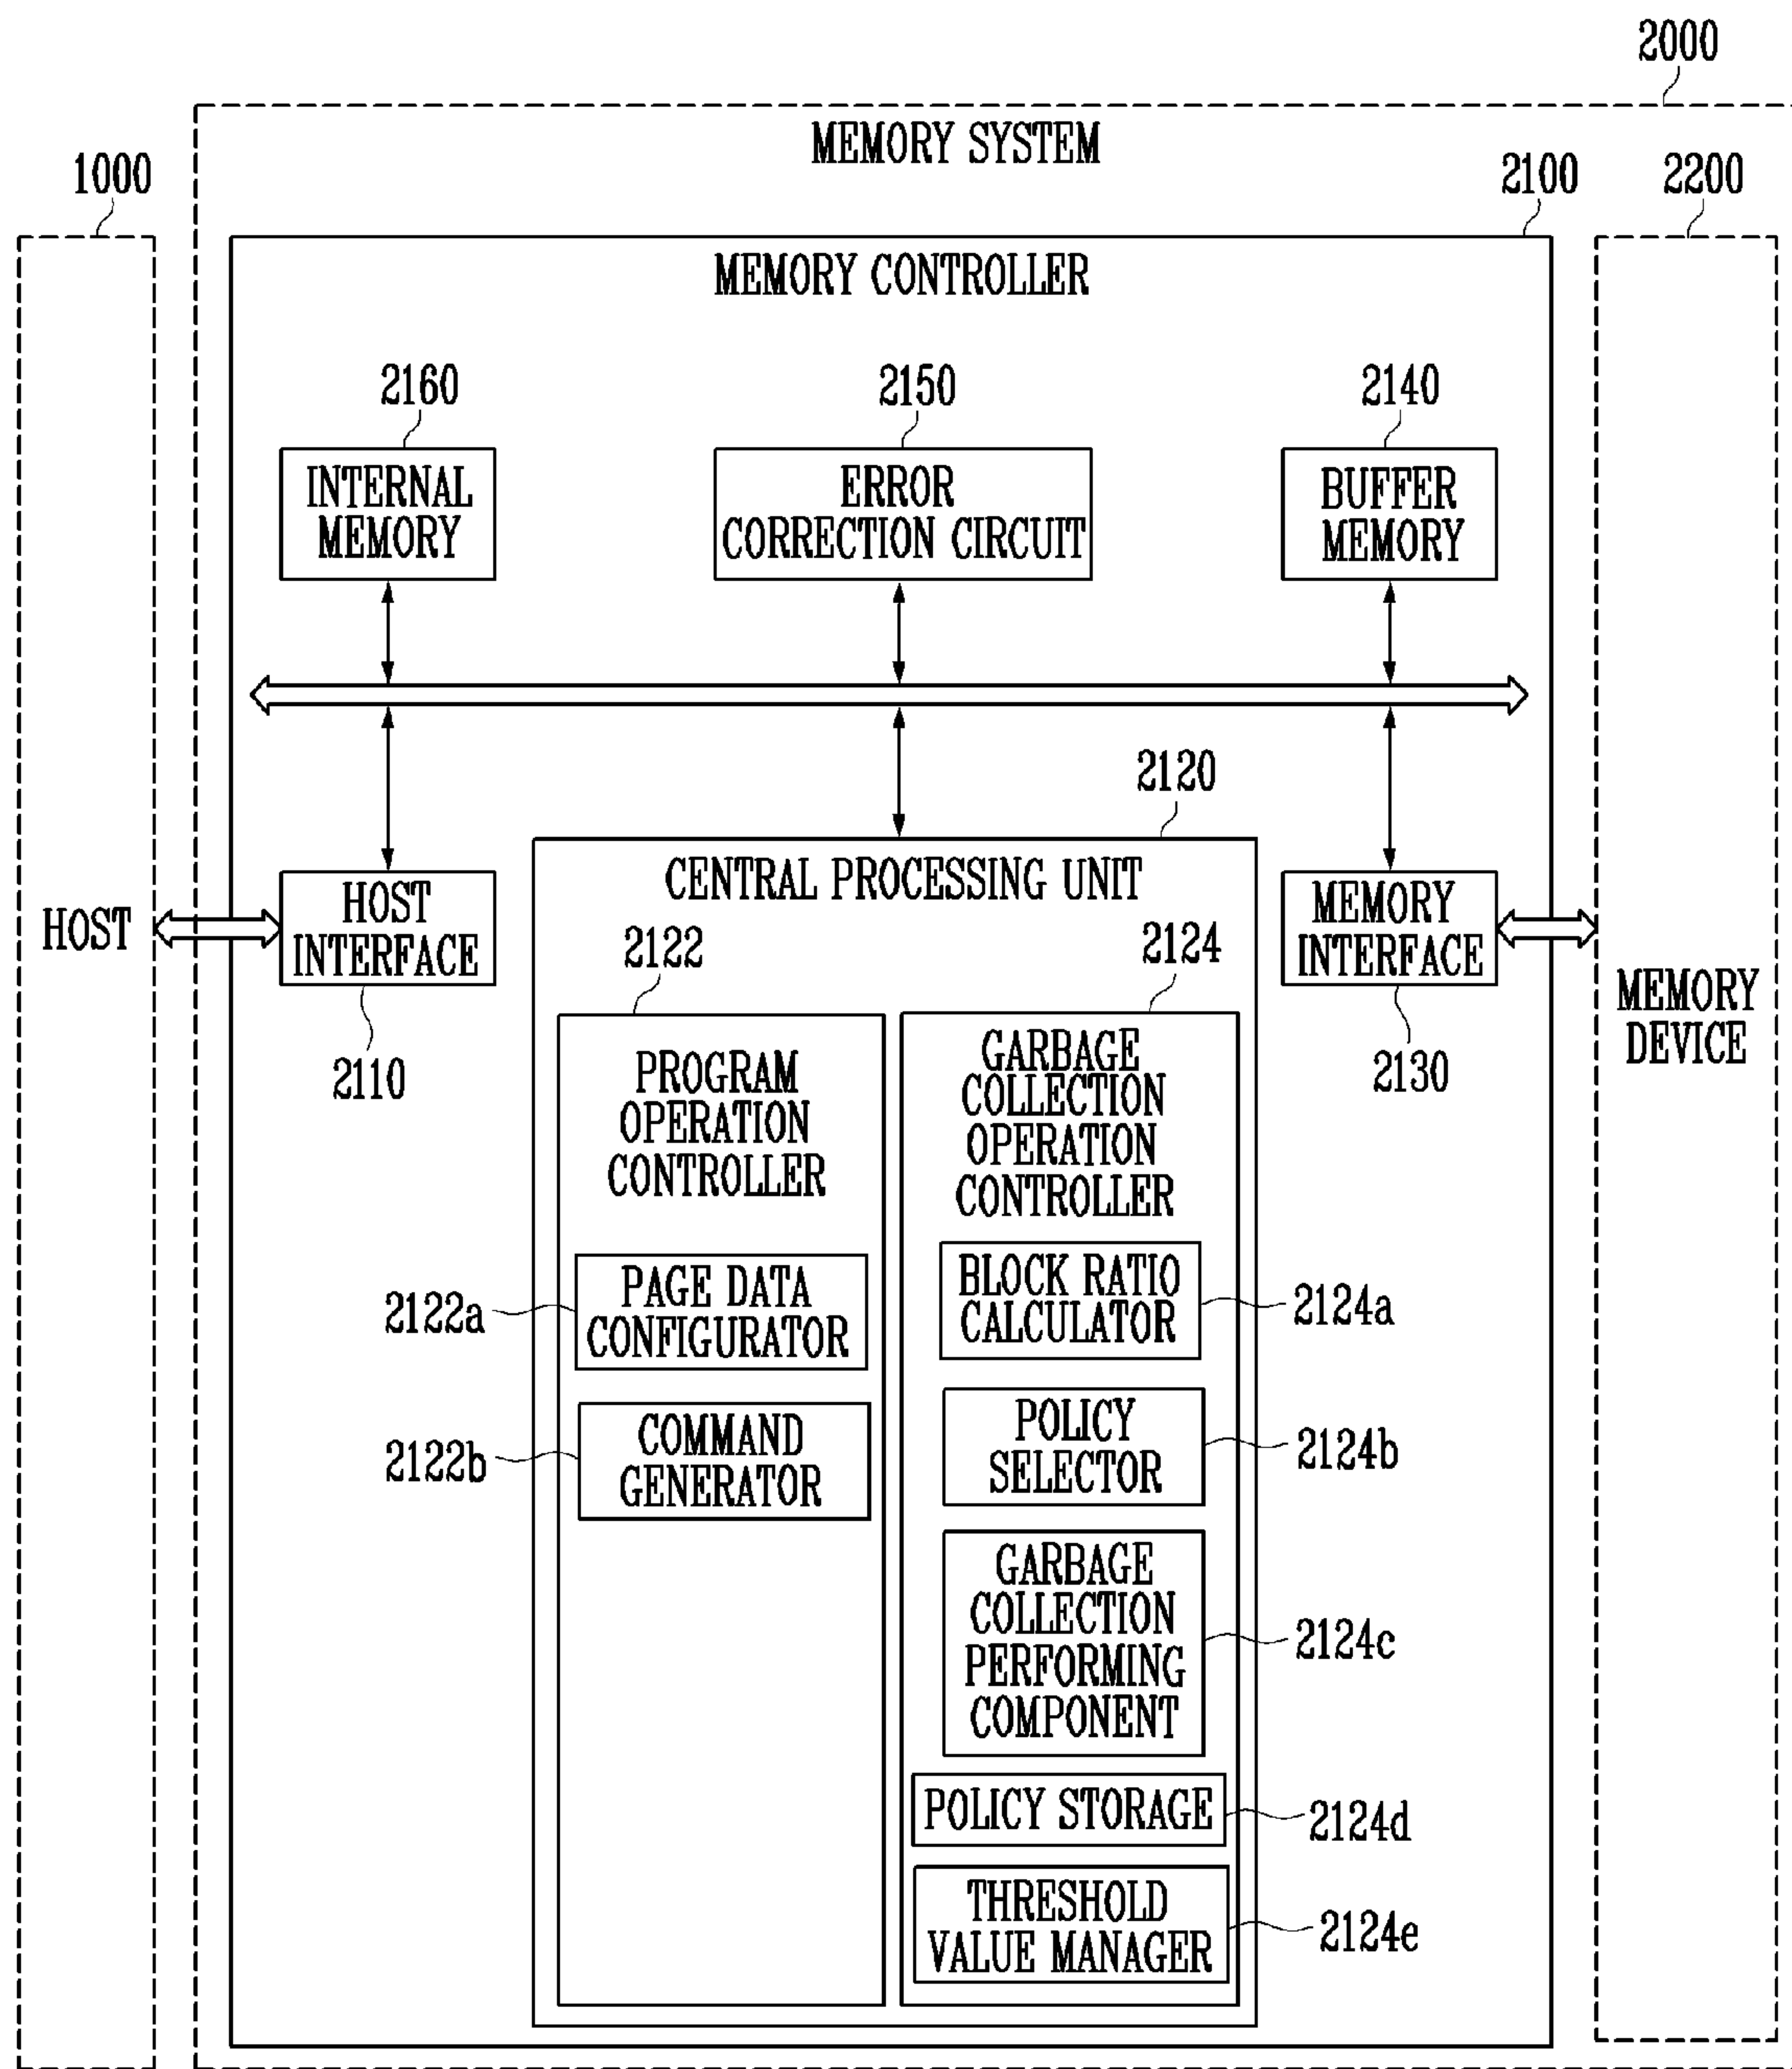 2000
MEMORY SYSTEM
1000
2100
2200
MEMORY CONTROLLER
2160
2150
2140
INTERNAL
MEMORY
ERROR
CORRECTION CIRCUIT
BUFFER
MEMORY
2120
CENTRAL PROCESSING UNIT
HOST
HOST
INTERFACE
2110
MEMORY
INTERFACE
2130
MEMORY
DEVICE
2122
2124
PROGRAM
OPERATION
CONTROLLER
GARBAGE
COLLECTION
OPERATION
CONTROLLER
2122a
PAGE DATA
CONFIGURATOR
BLOCK RATIO
CALCULATOR
2124a
2122b
COMMAND
GENERATOR
POLICY
SELECTOR
2124b
GARBAGE
COLLECTION
PERFORMING
COMPONENT
2124c
POLICY STORAGE
2124d
THRESHOLD
VALUE MANAGER
2124e